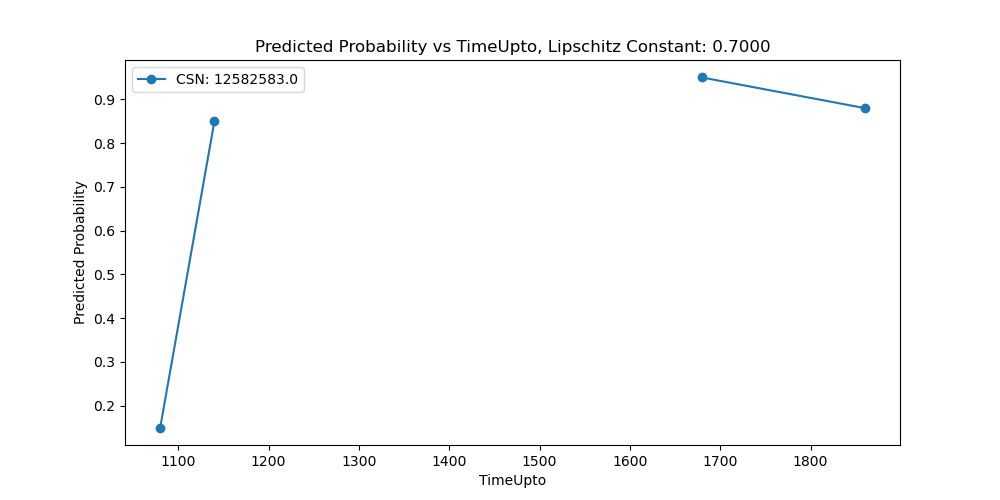 Predicted Probability vs TimeUpto, Lipschitz Constant: 0.7000
CSN: 12582583.0
Predicted Probability
0.9
0.8
0.7
0.6
0.5
0.4
0.3
0.2
1100 1200 1300 1400 1500 1600 1700 1800
TimeUpto